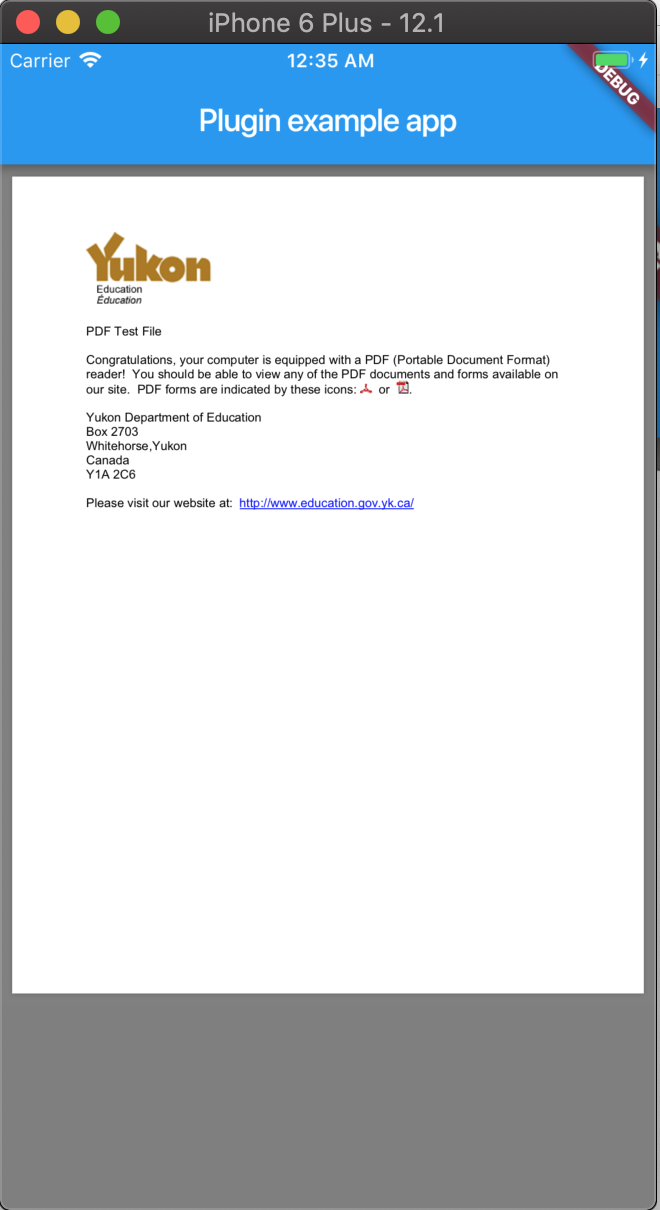 iPhone 6 Plus - 12.1
Carrier 12:35 AM
DEBUG
Plugin example app
Yukon
Education
Éducation
PDF Test File
Congratulations, your computer is equipped with a PDF (Portable Document Format)
reader!  You should be able to view any of the PDF documents and forms available on
our site.  PDF forms are indicated by these icons: or .
Yukon Department of Education
Box 2703
Whitehorse,Yukon
Canada
Y1A 2C6
Please visit our website at:  http://www.education.gov.yk.ca/